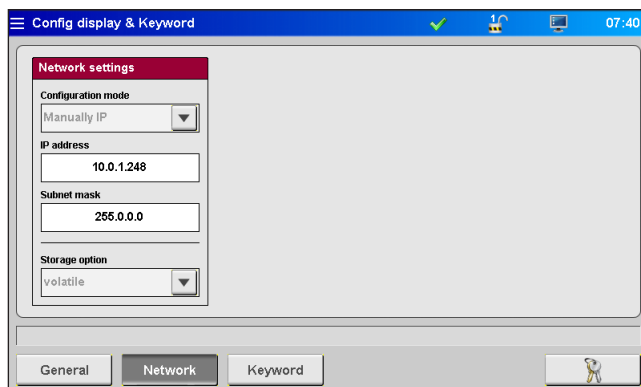 Config display & Keyword
1
07:40
Network settings
Configuration mode
Manually IP
IP address
10.0.1.248
Subnet mask
255.0.0.0
Storage option
volatile
General
Network
Keyword